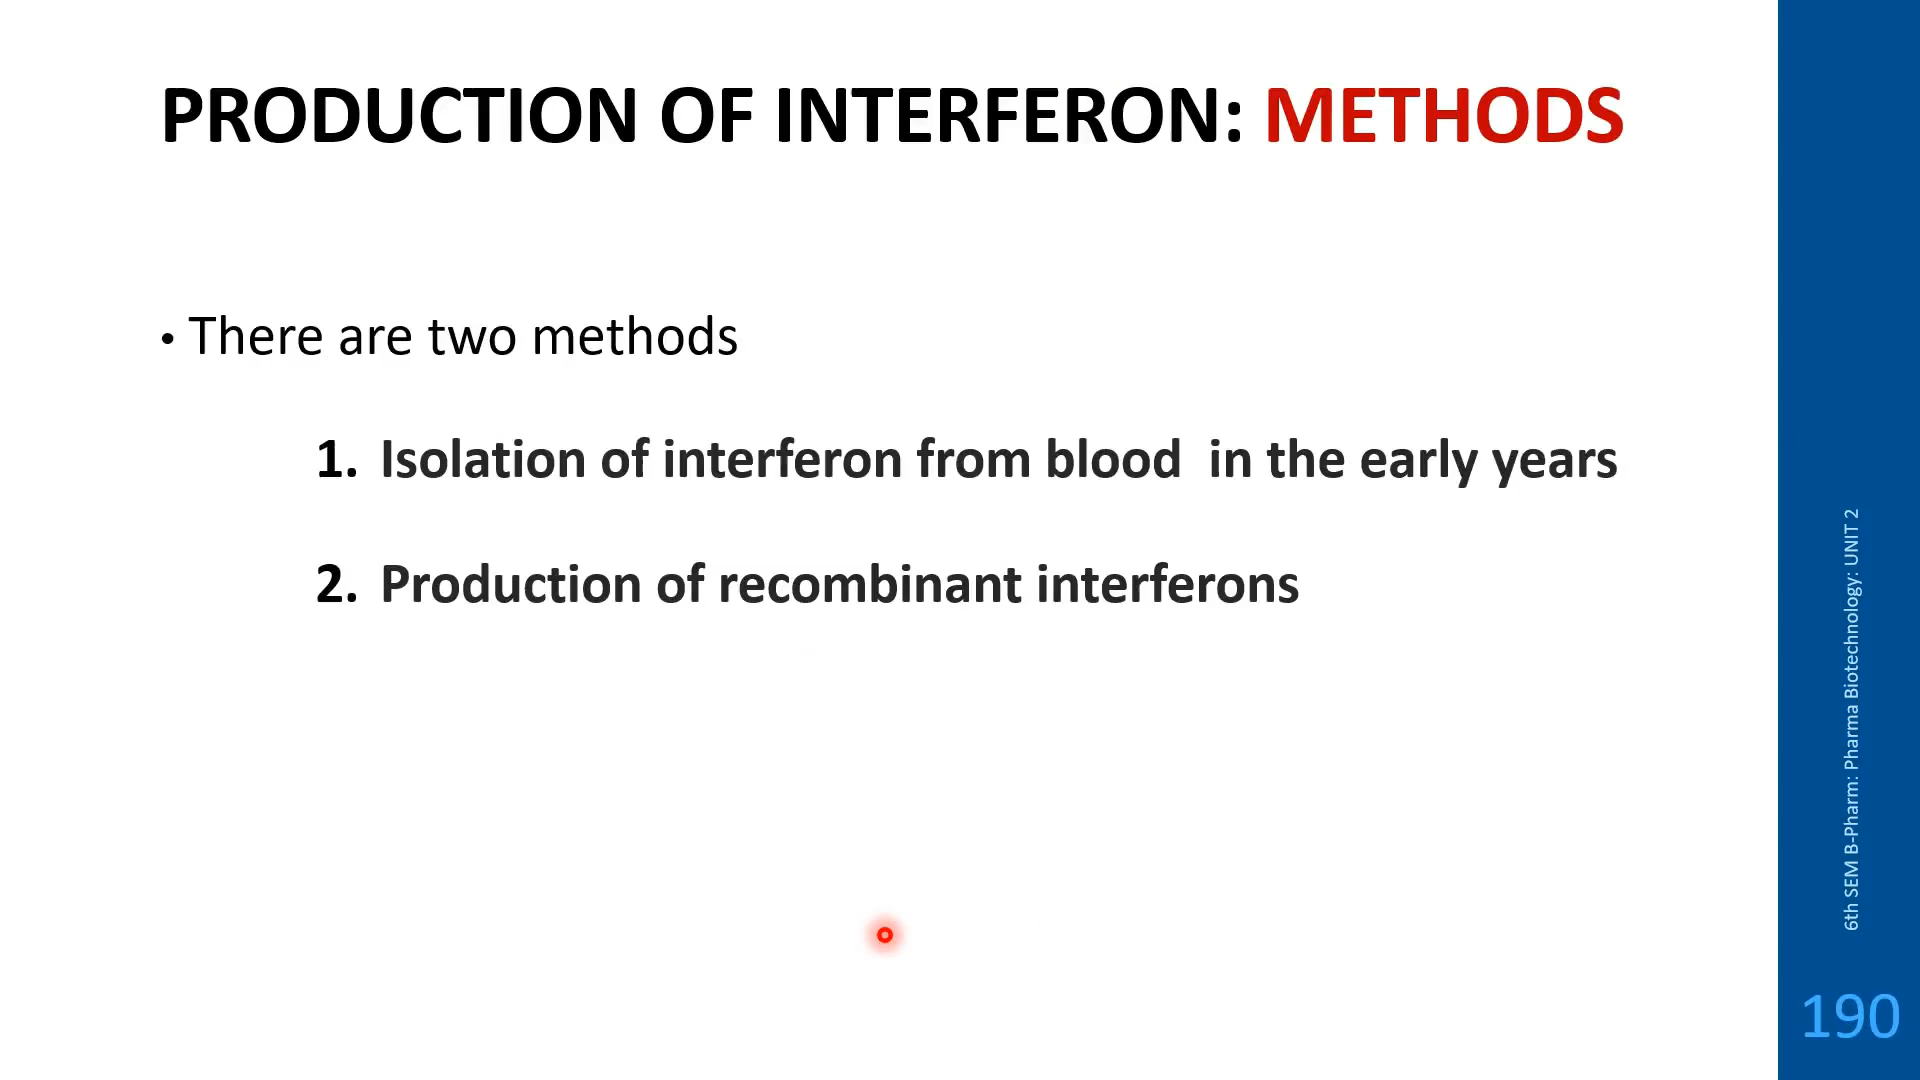 PRODUCTION OF INTERFERON: METHODS
• There are two methods
1. Isolation of interferon from blood in the early years
2. Production of recombinant interferons
6th SEM B-Pharm: Pharma Biotechnology: UNIT 2
190